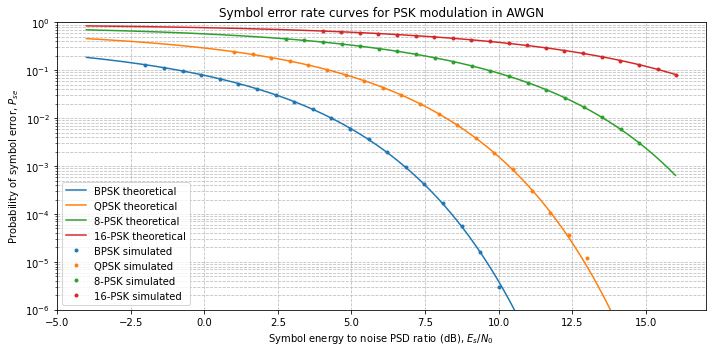 Symbol error rate curves for PSK modulation in AWGN
Probability of symbol error, $P_{se}$
10⁰
10⁻¹
10⁻²
10⁻³
10⁻⁴
10⁻⁵
10⁻⁶
BPSK theoretical
QPSK theoretical
8-PSK theoretical
16-PSK theoretical
BPSK simulated
QPSK simulated
8-PSK simulated
16-PSK simulated
−5.0 −2.5 0.0 2.5 5.0 7.5 10.0 12.5 15.0
Symbol energy to noise PSD ratio (dB), $E_s/N_0$